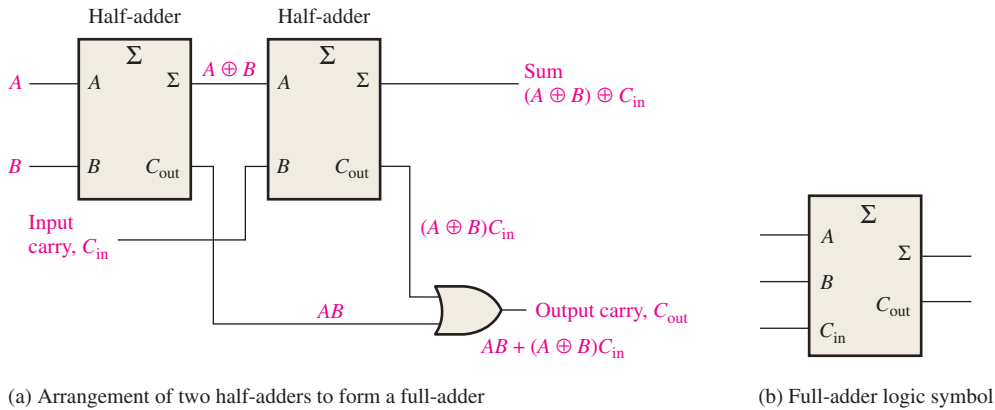 Half-adder
Half-adder
Σ
Σ
A
A
Σ
A ⊕ B
A
Σ
Sum
(A ⊕ B) ⊕ Cin
B
B
Cout
B
Cout
Input
carry, Cin
(A ⊕ B)Cin
AB
Output carry, Cout
AB + (A ⊕ B)Cin
Σ
A
Σ
B
Cout
Cin
(a) Arrangement of two half-adders to form a full-adder
(b) Full-adder logic symbol